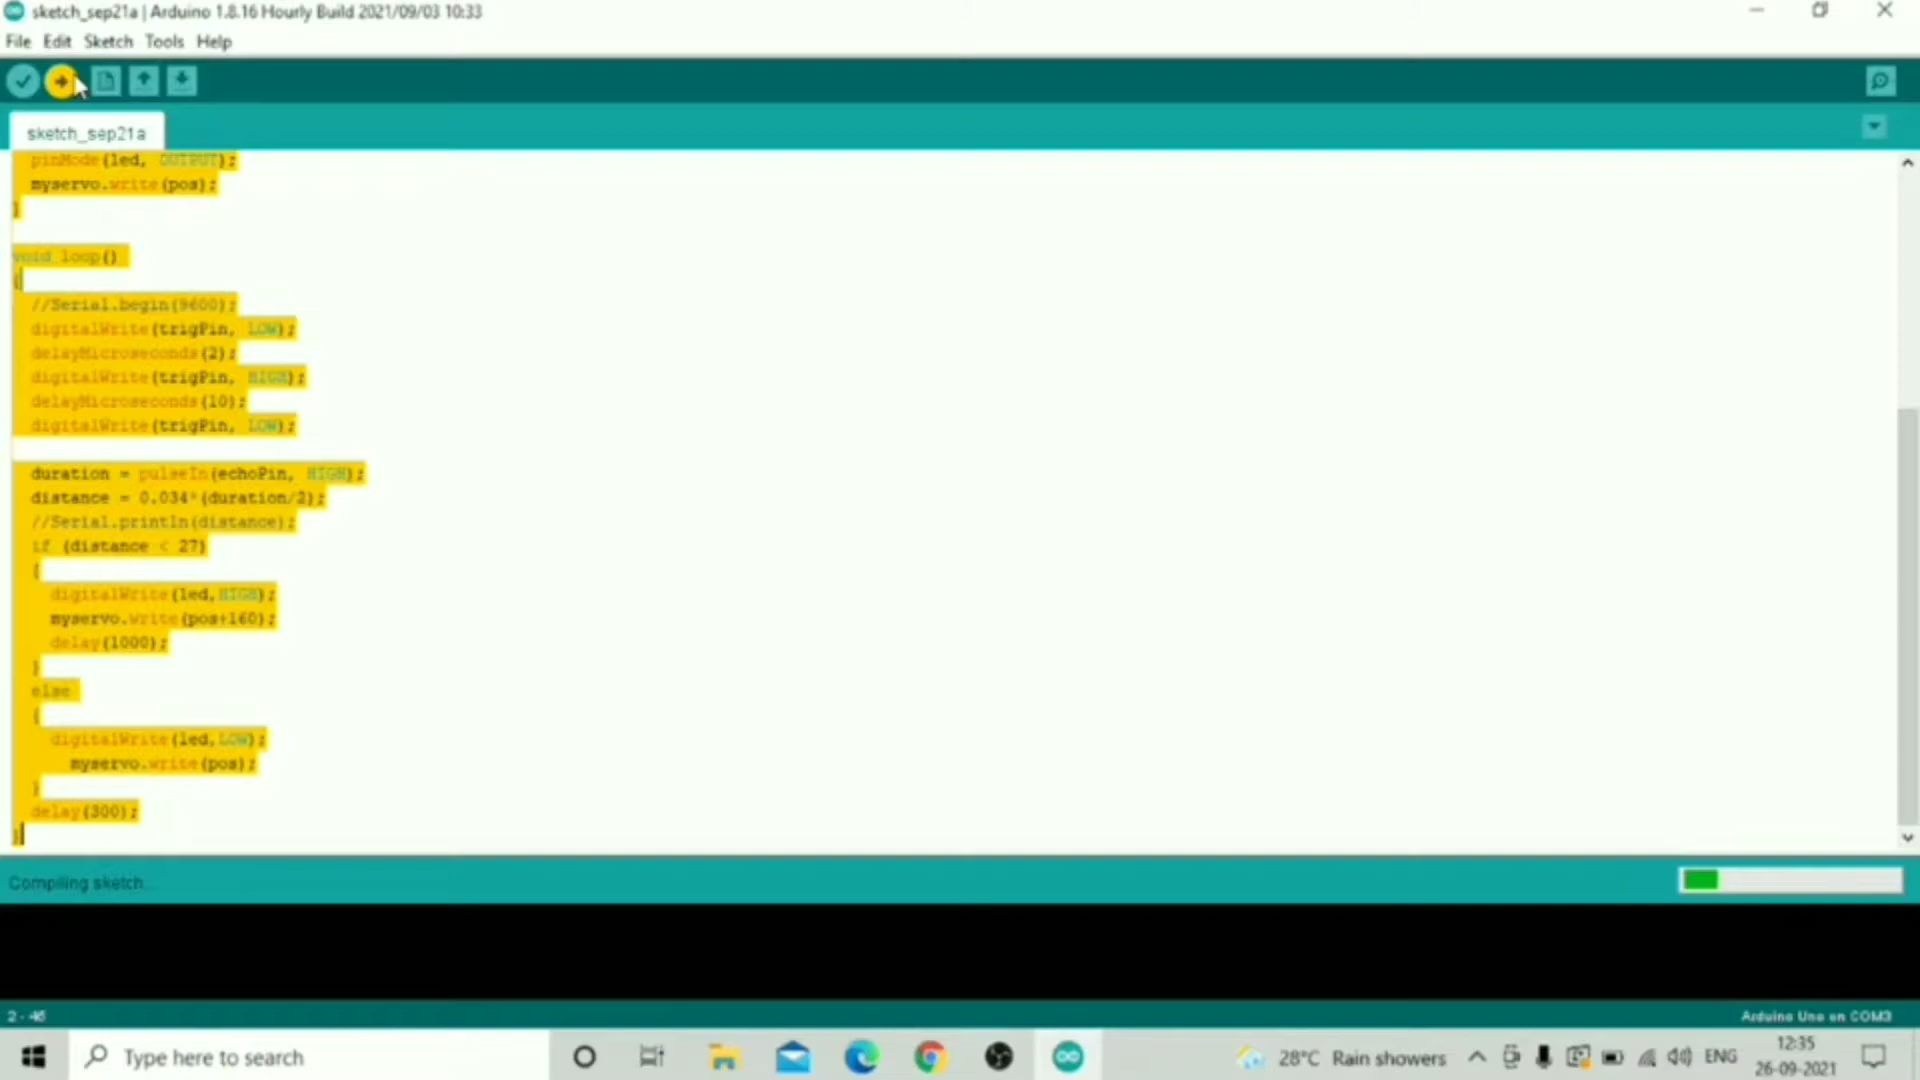 sketch_sep21a | Arduino 1.8.16 Hourly Build 2021/09/03 10:33
File Edit Sketch Tools Help
sketch_sep21a
pinMode(led, OUTPUT);
myservo.write(pos);
}
void loop()
{
//Serial.begin(9600);
digitalWrite(trigPin, LOW);
delayMicroseconds(2);
digitalWrite(trigPin, HIGH);
delayMicroseconds(10);
digitalWrite(trigPin, LOW);
duration = pulseIn(echoPin, HIGH);
distance = 0.034*(duration/2);
//Serial.println(distance);
if (distance < 27)
{
digitalWrite(led,HIGH);
myservo.write(pos+160);
delay(1000);
}
else
{
digitalWrite(led,LOW);
myservo.write(pos);
}
delay(300);
}
Compiling sketch...
2 - 46
Arduino Uno en COM3
Type here to search
28°C Rain showers
ENG
12:35
26-09-2021